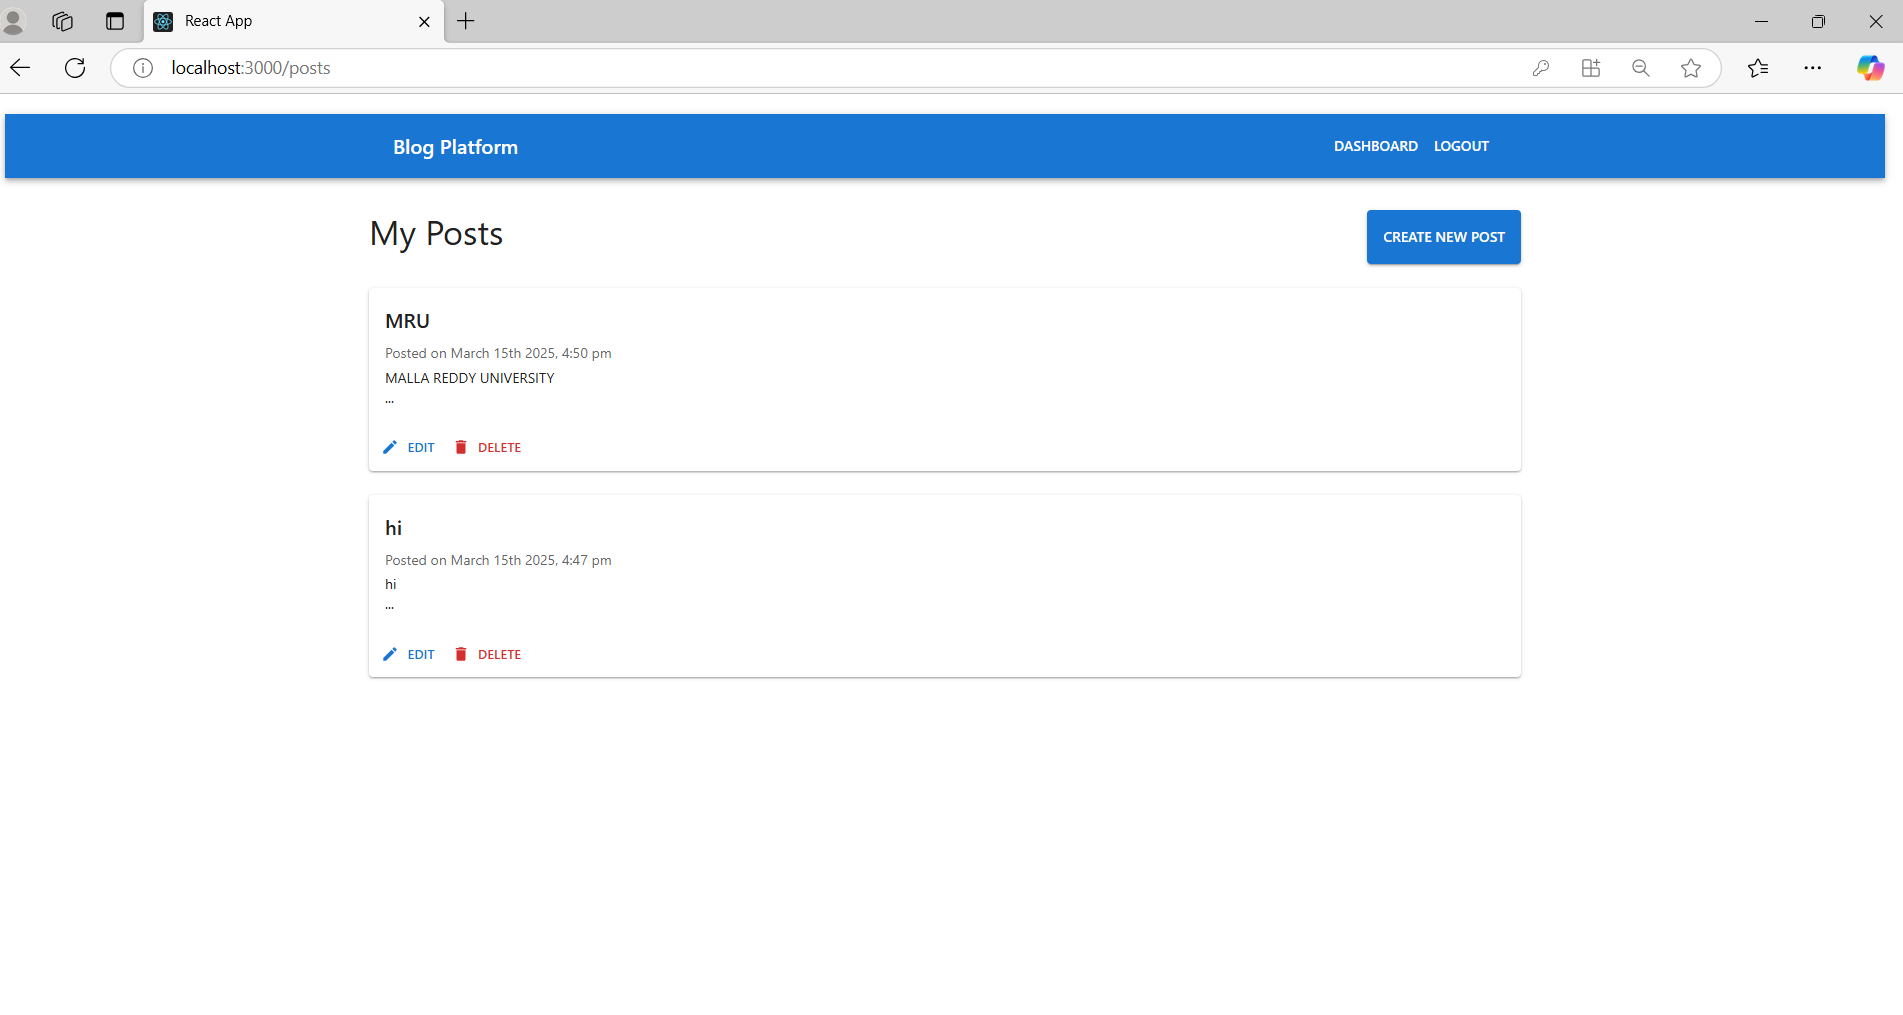 React App
localhost:3000/posts
Blog Platform
DASHBOARD LOGOUT
My Posts
CREATE NEW POST
MRU
Posted on March 15th 2025, 4:50 pm
MALLA REDDY UNIVERSITY
...
EDIT DELETE
hi
Posted on March 15th 2025, 4:47 pm
hi
...
EDIT DELETE